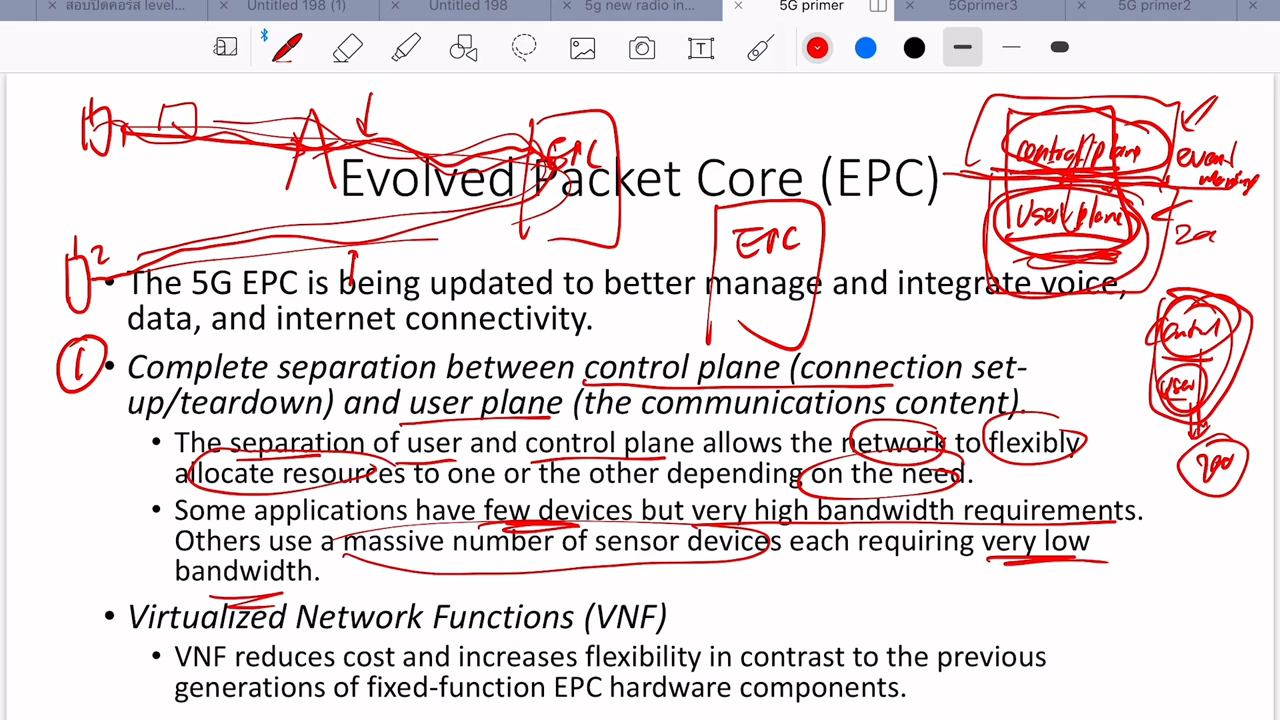 สอบปิดคอร์ส level...
Untitled 198 (1)
Untitled 198
5g new radio in...
5G primer
5Gprimer3
5G primer2
EPC
control/plane
User/plane
Evolved Packet Core (EPC)
EPC
2
• The 5G EPC is being updated to better manage and integrate voice,
data, and internet connectivity.
control
user
1
• Complete separation between control plane (connection set-
up/teardown) and user plane (the communications content).
• The separation of user and control plane allows the network to flexibly
allocate resources to one or the other depending on the need.
• Some applications have few devices but very high bandwidth requirements.
Others use a massive number of sensor devices each requiring very low
bandwidth.
• Virtualized Network Functions (VNF)
• VNF reduces cost and increases flexibility in contrast to the previous
generations of fixed-function EPC hardware components.